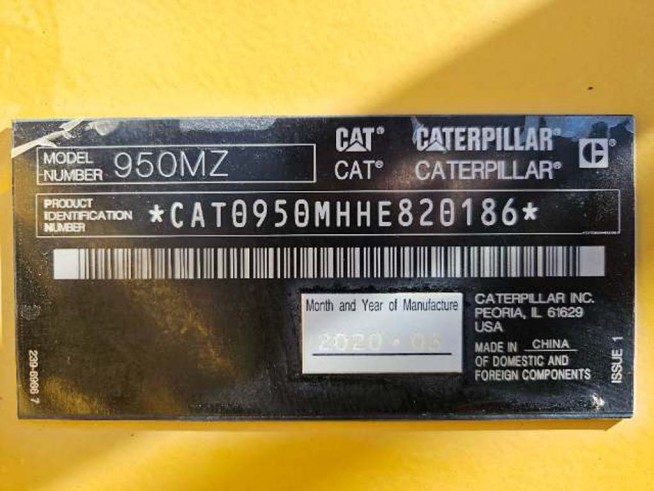 MODEL NUMBER 950MZ
CAT® CATERPILLAR®
CAT® CATERPILLAR®
PRODUCT
IDENTIFICATION
NUMBER
*CAT0950MHHE820186*
Month and Year of Manufacture
2020 • 06
CATERPILLAR INC.
PEORIA, IL 61629
USA
MADE IN CHINA
OF DOMESTIC AND
FOREIGN COMPONENTS
239-6966 7
ISSUE 1